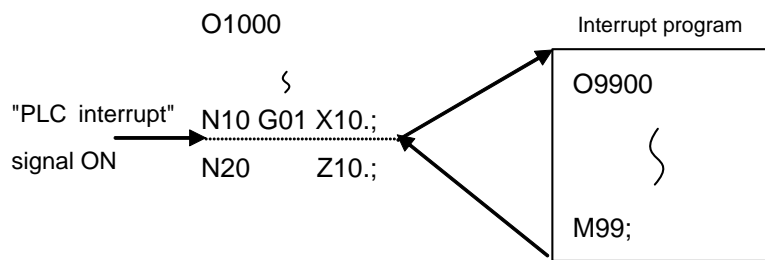 O1000
Interrupt program
O9900
"PLC interrupt"
signal ON
N10 G01 X10.;
N20 Z10.;
M99;